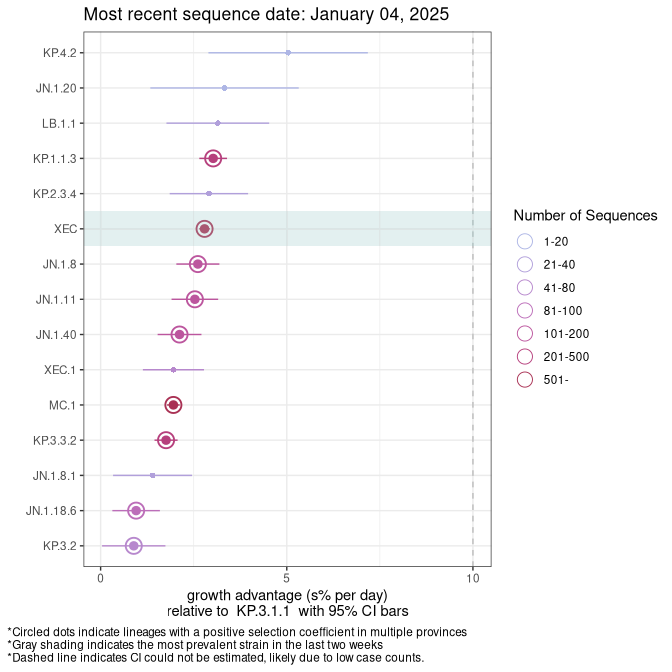 Most recent sequence date: January 04, 2025
KP.4.2
JN.1.20
LB.1.1
KP.1.1.3
KP.2.3.4
XEC
JN.1.8
JN.1.11
JN.1.40
XEC.1
MC.1
KP.3.3.2
JN.1.8.1
JN.1.18.6
KP.3.2
0 5 10
growth advantage (s% per day)
relative to KP.3.1.1 with 95% CI bars
Number of Sequences
1-20
21-40
41-80
81-100
101-200
201-500
501-
*Circled dots indicate lineages with a positive selection coefficient in multiple provinces
*Gray shading indicates the most prevalent strain in the last two weeks
*Dashed line indicates CI could not be estimated, likely due to low case counts.